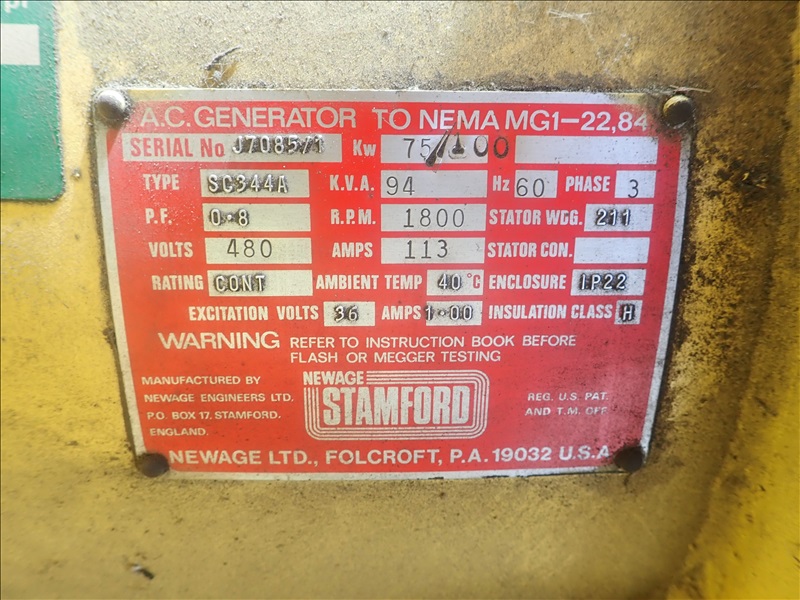 A.C. GENERATOR TO NEMA MG1-22,84
SERIAL No J7085/1 Kw 75/100
TYPE SC344A K.V.A. 94 Hz 60 PHASE 3
P.F. 0.8 R.P.M. 1800 STATOR WDG. 211
VOLTS 480 AMPS 113 STATOR CON.
RATING CONT AMBIENT TEMP 40 °C ENCLOSURE IP22
EXCITATION VOLTS 36 AMPS 1.00 INSULATION CLASS H
WARNING REFER TO INSTRUCTION BOOK BEFORE
FLASH OR MEGGER TESTING
MANUFACTURED BY
NEWAGE ENGINEERS LTD.
P.O. BOX 17, STAMFORD.
ENGLAND.
NEWAGE
STAMFORD
REG. U.S. PAT.
AND T.M. OFF.
NEWAGE LTD., FOLCROFT, P.A. 19032 U.S.A